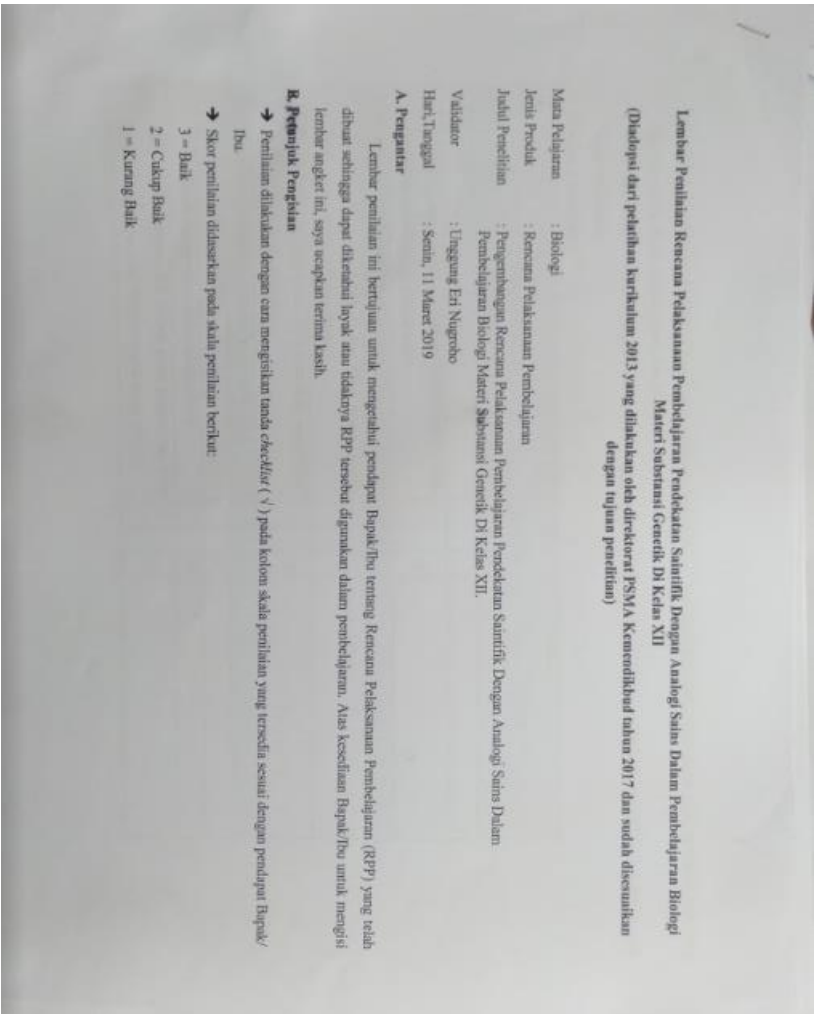 Lembar Penilaian Rencana Pelaksanaan Pembelajaran Pendekatan Saintifik Dengan Analogi Sains Dalam Pembelajaran Biologi
Materi Substansi Genetik Di Kelas XII
(Diadopsi dari pelatihan kurikulum 2013 yang dilakukan oleh direktorat PSMA Kemendikbud tahun 2017 dan sudah disesuaikan
dengan tujuan penelitian)
Mata Pelajaran : Biologi
Jenis Produk : Rencana Pelaksanaan Pembelajaran
Judul Penelitian : Pengembangan Rencana Pelaksanaan Pembelajaran Pendekatan Saintifik Dengan Analogi Sains Dalam
Pembelajaran Biologi Materi Substansi Genetik Di Kelas XII.
Validator : Unggung Eri Nugroho
Hari,Tanggal : Senin, 11 Maret 2019
A. Pengantar
Lembar penilaian ini bertujuan untuk mengetahui pendapat Bapak/Ibu tentang Rencana Pelaksanaan Pembelajaran (RPP) yang telah
dibuat sehingga dapat diketahui layak atau tidaknya RPP tersebut digunakan dalam pembelajaran. Atas kesediaan Bapak/Ibu untuk mengisi
lembar angket ini, saya ucapkan terima kasih.
B. Petunjuk Pengisian
➔ Penilaian dilakukan dengan cara mengisikan tanda checklist ( √ ) pada kolom skala penilaian yang tersedia sesuai dengan pendapat Bapak/
Ibu.
➔ Skor penilaian didasarkan pada skala penilaian berikut:
3 = Baik
2 = Cukup Baik
1 = Kurang Baik